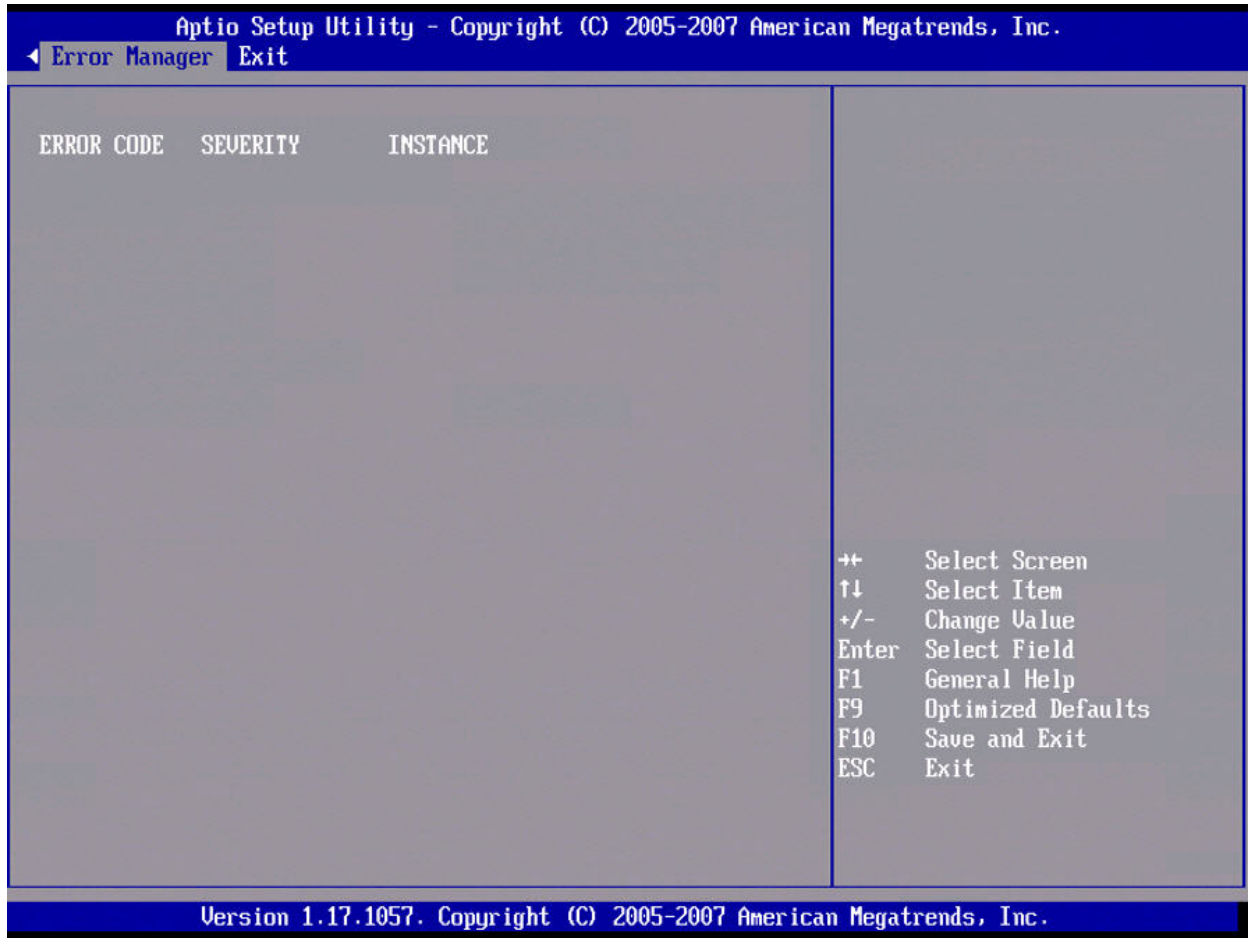 Aptio Setup Utility - Copyright (C) 2005-2007 American Megatrends, Inc.
Error Manager Exit
ERROR CODE SEVERITY INSTANCE
→← Select Screen
↑↓ Select Item
+/- Change Value
Enter Select Field
F1 General Help
F9 Optimized Defaults
F10 Save and Exit
ESC Exit
Version 1.17.1057. Copyright (C) 2005-2007 American Megatrends, Inc.